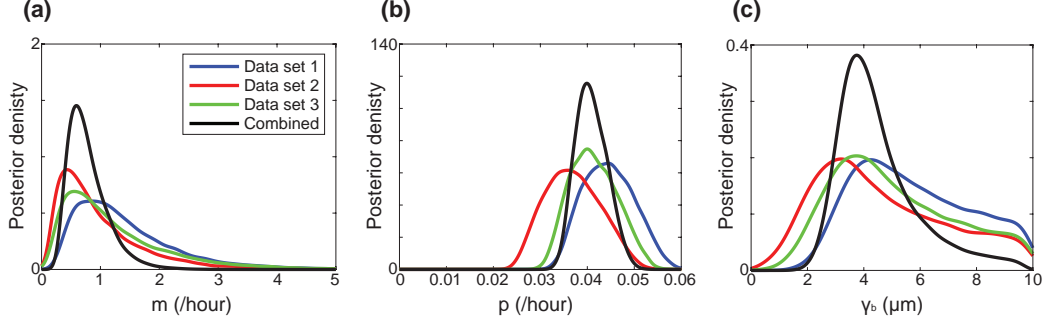 (a)
(b)
(c)
2
1
0
0
1
2
3
4
5
Posterior denisty
m (/hour)
Data set 1
Data set 2
Data set 3
Combined
140
0
0
0.01
0.02
0.03
0.04
0.05
0.06
Posterior denisty
p (/hour)
0.4
0
0
2
4
6
8
10
Posterior denisty
γb (µm)